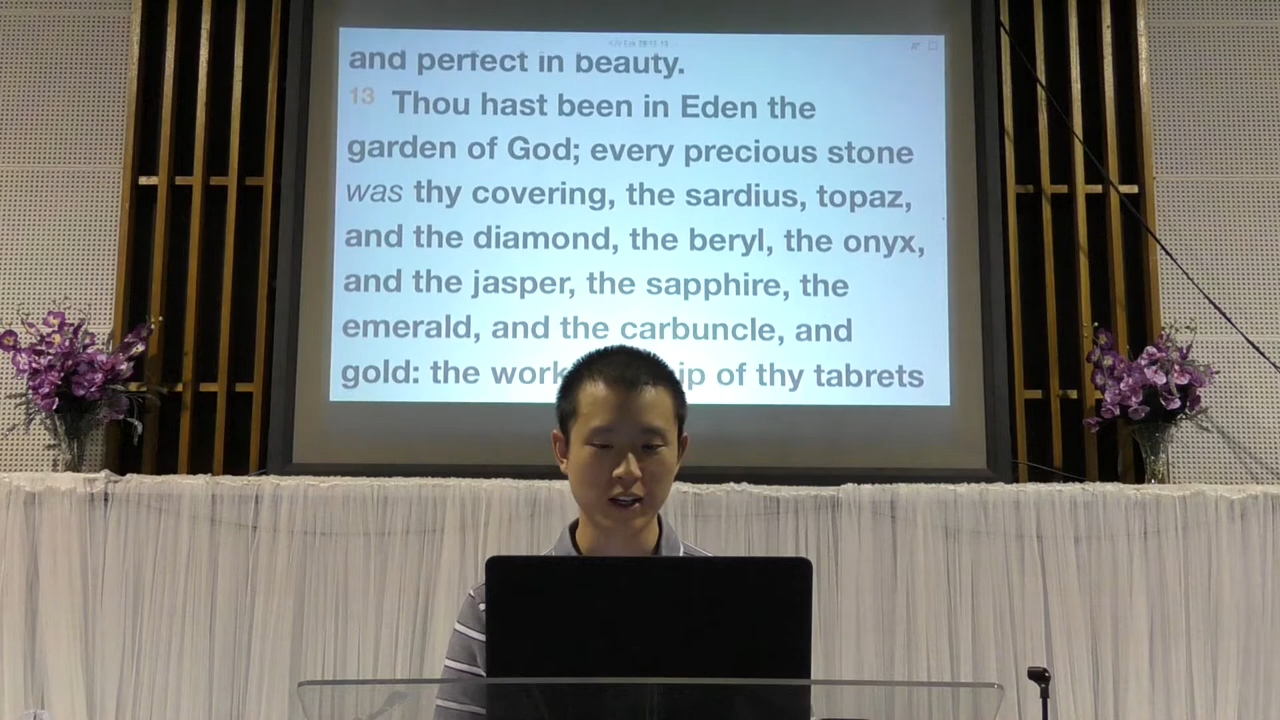 and perfect in beauty.
13 Thou hast been in Eden the
garden of God; every precious stone
was thy covering, the sardius, topaz,
and the diamond, the beryl, the onyx,
and the jasper, the sapphire, the
emerald, and the carbuncle, and
gold: the work ip of thy tabrets